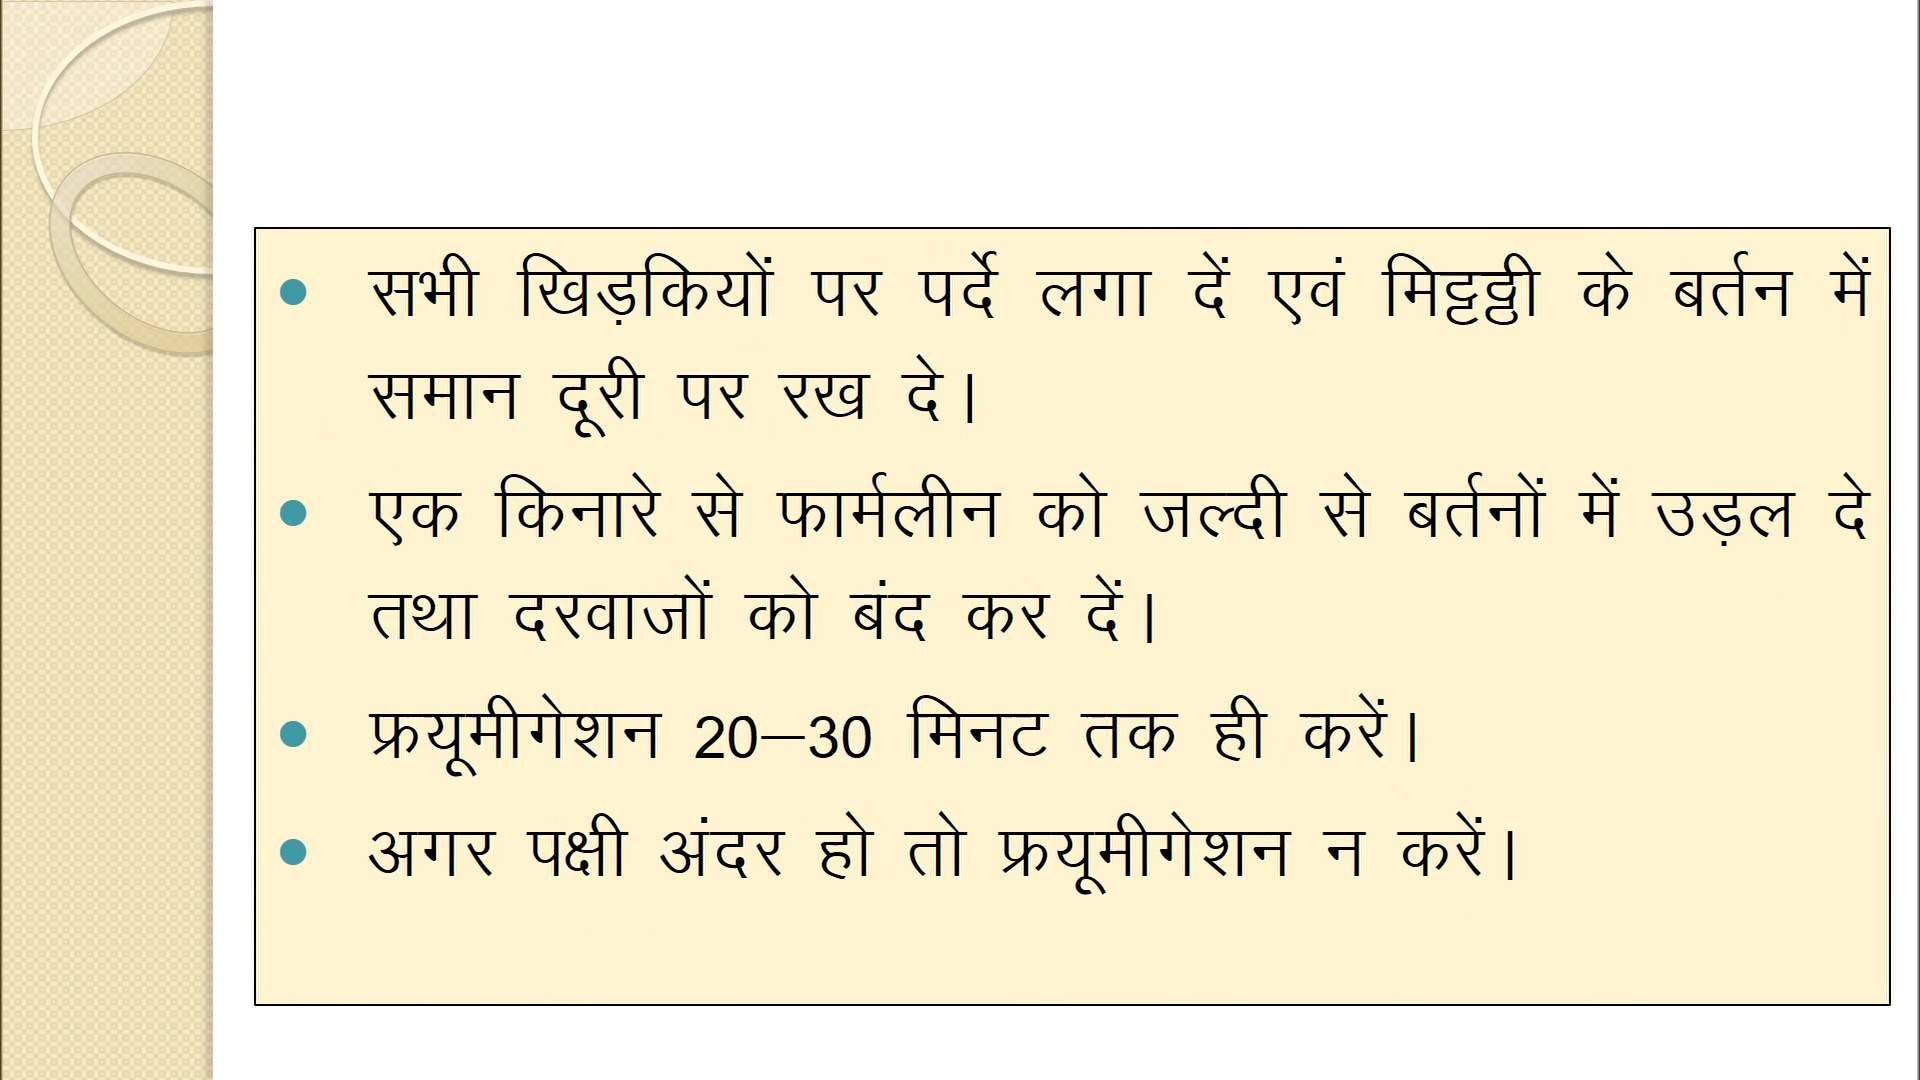 • सभी खिड़कियों पर पर्दे लगा दें एवं मिट्टड्ढी के बर्तन में
समान दूरी पर रख दे।
• एक किनारे से फार्मलीन को जल्दी से बर्तनों में उड़ल दे
तथा दरवाजों को बंद कर दें।
• फ्रयूमीगेशन 20–30 मिनट तक ही करें।
• अगर पक्षी अंदर हो तो फ्रयूमीगेशन न करें।